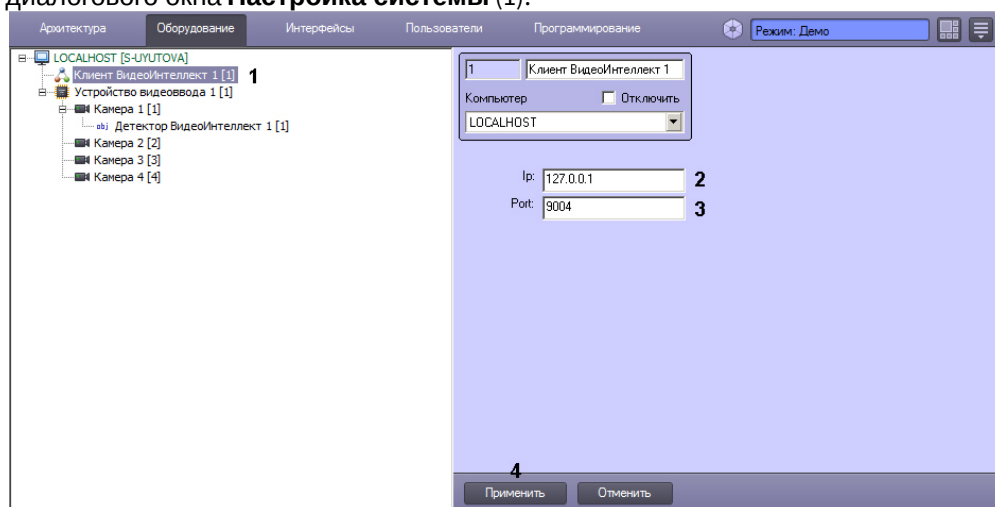 диалогового окна Настройка системы (1).
Архитектура Оборудование Интерфейсы Пользователи Программирование Режим: Демо
LOCALHOST [S-UYUTOVA]
Клиент ВидеоИнтеллект 1 [1] 1
Устройство видеоввода 1 [1]
Камера 1 [1]
obj Детектор ВидеоИнтеллект 1 [1]
Камера 2 [2]
Камера 3 [3]
Камера 4 [4]
1 Клиент ВидеоИнтеллект 1
Компьютер Отключить
LOCALHOST
Ip: 127.0.0.1 2
Port: 9004 3
4
Применить Отменить